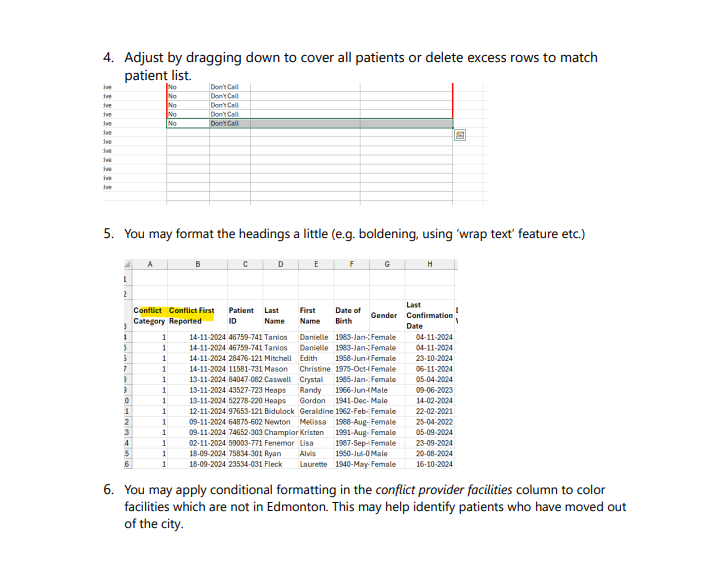 4. Adjust by dragging down to cover all patients or delete excess rows to match
patient list.
ive No Don't Call
ive No Don't Call
ive No Don't Call
ive No Don't Call
ive No Don't Call
ive
ive
ive
ive
ive
ive
ive
5. You may format the headings a little (e.g. boldening, using ‘wrap text’ feature etc.)
A B C D E F G H
1
2
Last
Conflict Conflict First Patient Last First Date of Gender Confirmation
Category Reported ID Name Name Birth Date
3
1 14-11-2024 46759-741 Tanios Danielle 1983-Jan- Female 04-11-2024
1 14-11-2024 46759-741 Tanios Danielle 1983-Jan- Female 04-11-2024
1 14-11-2024 28476-121 Mitchell Edith 1958-Jun- Female 23-10-2024
1 14-11-2024 11581-731 Mason Christine 1975-Oct- Female 06-11-2024
1 13-11-2024 84047-082 Caswell Crystal 1985-Jan- Female 05-04-2024
1 13-11-2024 43527-723 Heaps Randy 1966-Jun- Male 09-06-2023
0 1 13-11-2024 52278-220 Heaps Gordon 1941-Dec- Male 14-02-2024
1 1 12-11-2024 97653-121 Bidulock Geraldine 1962-Feb- Female 22-02-2021
2 1 09-11-2024 64875-602 Newton Melissa 1988-Aug- Female 25-04-2022
3 1 09-11-2024 74652-303 Champior Kristen 1991-Aug- Female 05-09-2024
4 1 02-11-2024 59003-771 Fenemor Lisa 1987-Sep- Female 23-09-2024
5 1 18-09-2024 75834-301 Ryan Alvis 1950-Jul-0 Male 20-08-2024
6 1 18-09-2024 23534-031 Fleck Laurette 1940-May- Female 16-10-2024
6. You may apply conditional formatting in the conflict provider facilities column to color
facilities which are not in Edmonton. This may help identify patients who have moved out
of the city.